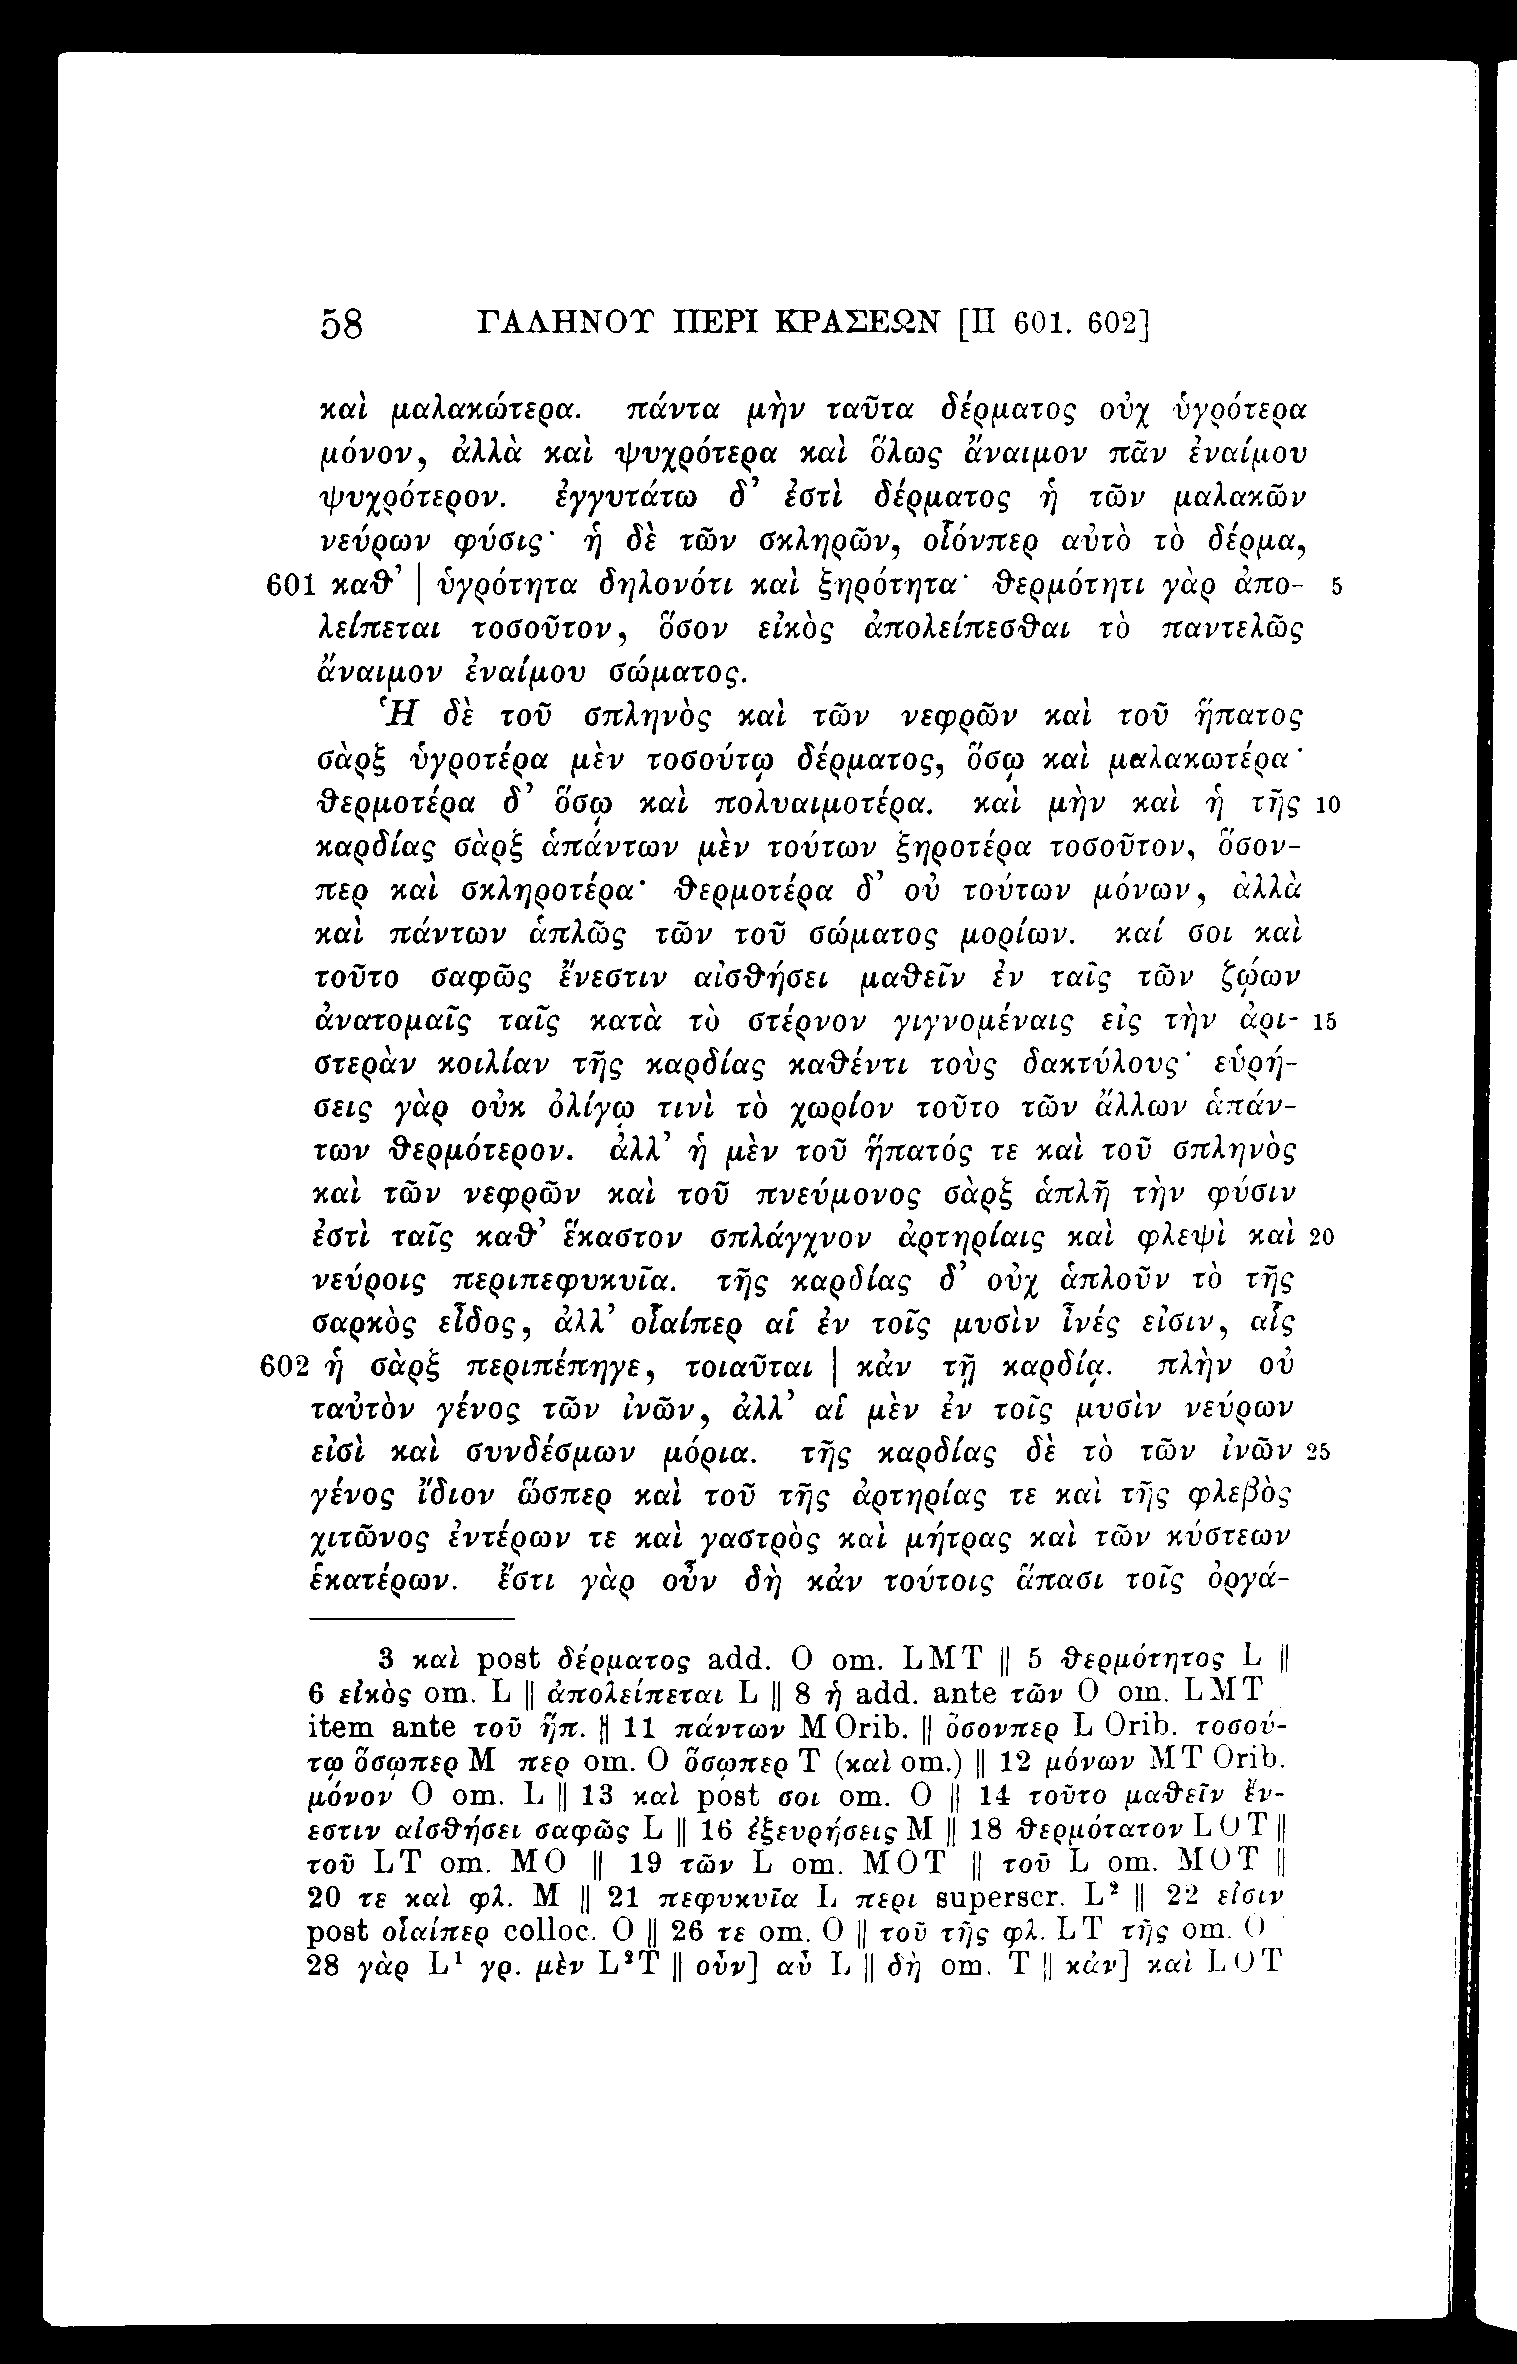 58 ΓΑΛΗΝΟΥ ΠΕΡΙ ΚΡΑΣΕΩΝ [II 601. 602]
καὶ μαλακώτερα. πάντα μὴν ταῦτα δέρματος οὐχ ὑγρότερα
μόνον, ἀλλὰ καὶ ψυχρότερα καὶ ὅλως ἄναιμον πᾶν ἐναίμου
ψυχρότερον. ἐγγυτάτω δ’ ἐστὶ δέρματος ἡ τῶν μαλακῶν
νεύρων φύσις· ἡ δὲ τῶν σκληρῶν, οἷόνπερ αὐτὸ τὸ δέρμα,
601 καθ’ | ὑγρότητα δηλονότι καὶ ξηρότητα· θερμότητι γὰρ ἀπο- 5
λείπεται τοσοῦτον, ὅσον εἰκὸς ἀπολείπεσθαι τὸ παντελῶς
ἄναιμον ἐναίμου σώματος.
Ἡ δὲ τοῦ σπληνὸς καὶ τῶν νεφρῶν καὶ τοῦ ἥπατος
σὰρξ ὑγροτέρα μὲν τοσούτῳ δέρματος, ὅσῳ καὶ μαλακωτέρα·
θερμοτέρα δ’ ὅσῳ καὶ πολυαιμοτέρα. καὶ μὴν καὶ ἡ τῆς 10
καρδίας σὰρξ ἁπάντων μὲν τούτων ξηροτέρα τοσοῦτον, ὅσον-
περ καὶ σκληροτέρα· θερμοτέρα δ’ οὐ τούτων μόνων, ἀλλὰ
καὶ πάντων ἁπλῶς τῶν τοῦ σώματος μορίων. καί σοι καὶ
τοῦτο σαφῶς ἔνεστιν αἰσθήσει μαθεῖν ἐν ταῖς τῶν ζῴων
ἀνατομαῖς ταῖς κατὰ τὸ στέρνον γιγνομέναις εἰς τὴν ἀρι- 15
στερὰν κοιλίαν τῆς καρδίας καθέντι τοὺς δακτύλους· εὑρή-
σεις γὰρ οὐκ ὀλίγῳ τινὶ τὸ χωρίον τοῦτο τῶν ἄλλων ἁπάν-
των θερμότερον. ἀλλ’ ἡ μὲν τοῦ ἥπατός τε καὶ τοῦ σπληνὸς
καὶ τῶν νεφρῶν καὶ τοῦ πνεύμονος σὰρξ ἁπλῆ τὴν φύσιν
ἐστὶ ταῖς καθ’ ἕκαστον σπλάγχνον ἀρτηρίαις καὶ φλεψὶ καὶ 20
νεύροις περιπεφυκυῖα. τῆς καρδίας δ’ οὐχ ἁπλοῦν τὸ τῆς
σαρκὸς εἶδος, ἀλλ’ οἷαίπερ αἱ ἐν τοῖς μυσὶν ἶνές εἰσιν, αἷς
602 ἡ σὰρξ περιπέπηγε, τοιαῦται | κἀν τῇ καρδίᾳ. πλὴν οὐ
ταὐτὸν γένος τῶν ἰνῶν, ἀλλ’ αἱ μὲν ἐν τοῖς μυσὶν νεύρων
εἰσὶ καὶ συνδέσμων μόρια. τῆς καρδίας δὲ τὸ τῶν ἰνῶν 25
γένος ἴδιον ὥσπερ καὶ τοῦ τῆς ἀρτηρίας τε καὶ τῆς φλεβὸς
χιτῶνος ἐντέρων τε καὶ γαστρὸς καὶ μήτρας καὶ τῶν κύστεων
ἑκατέρων. ἔστι γὰρ οὖν δὴ κἀν τούτοις ἅπασι τοῖς ὀργά-
3 καὶ post δέρματος add. O om. LMT || 5 θερμότητος L ||
6 εἰκὸς om. L || ἀπολείπεται L || 8 ἡ add. ante τῶν O om. LMT
item ante τοῦ ἥπ. || 11 πάντων M Orib. || ὅσονπερ L Orib. τοσού-
τῳ ὅσῳπερ M περ om. O ὅσῳπερ T (καὶ om.) || 12 μόνων MT Orib.
μόνον O om. L || 13 καὶ post σοι om. O || 14 τοῦτο μαθεῖν ἔν-
εστιν αἰσθήσει σαφῶς L || 16 ἐξευρήσεις M || 18 θερμότατον LOT ||
τοῦ LT om. MO || 19 τῶν L om. MOT || τοῦ L om. MOT ||
20 τε καὶ φλ. M || 21 πεφυκυῖα L περι superscr. L² || 22 εἰσιν
post οἷαίπερ colloc. O || 26 τε om. O || τοῦ τῆς φλ. LT τῆς om. O
28 γὰρ L¹ γρ. μὲν L²T || οὖν] αὖ L || δὴ om. T || κἀν] καὶ LOT